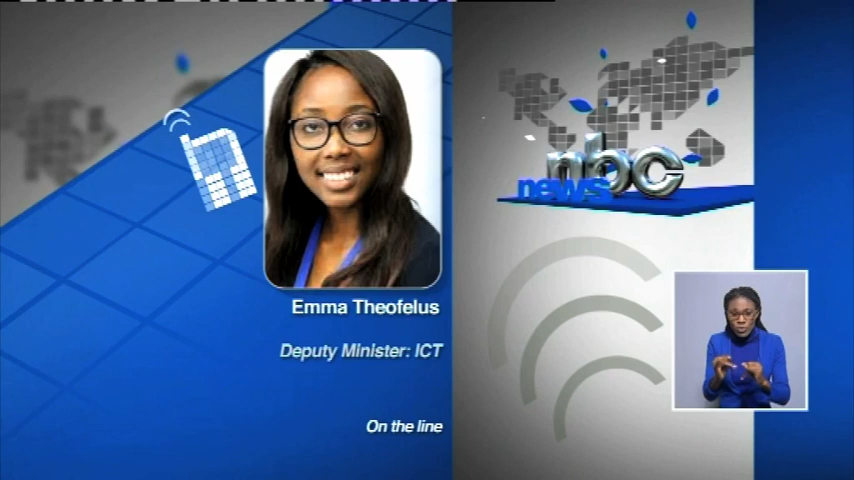 nbc
news
Emma Theofelus
Deputy Minister: ICT
On the line